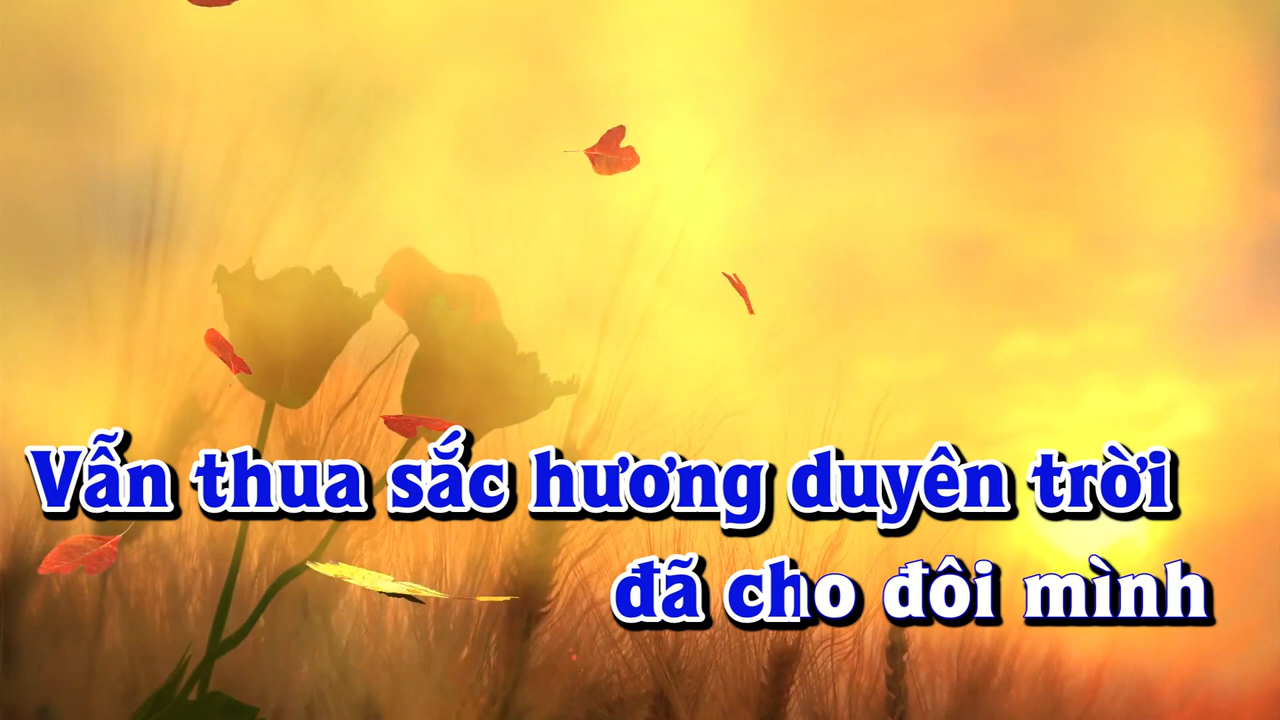 Vẫn thua sắc hương duyên trời
đã cho đôi mình